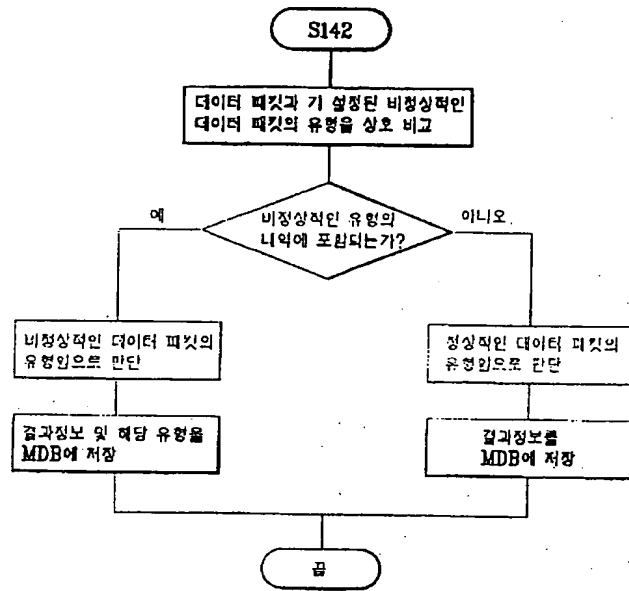 S142
데이터 패킷과 기 설정된 비정상적인
데이터 패킷의 유형을 상호 비교
비정상적인 유형의
내역에 포함되는가?
예
아니오
비정상적인 데이터 패킷의
유형임으로 판단
정상적인 데이터 패킷의
유형임으로 판단
결과정보 및 해당 유형을
MDB에 저장
결과정보를
MDB에 저장
끝